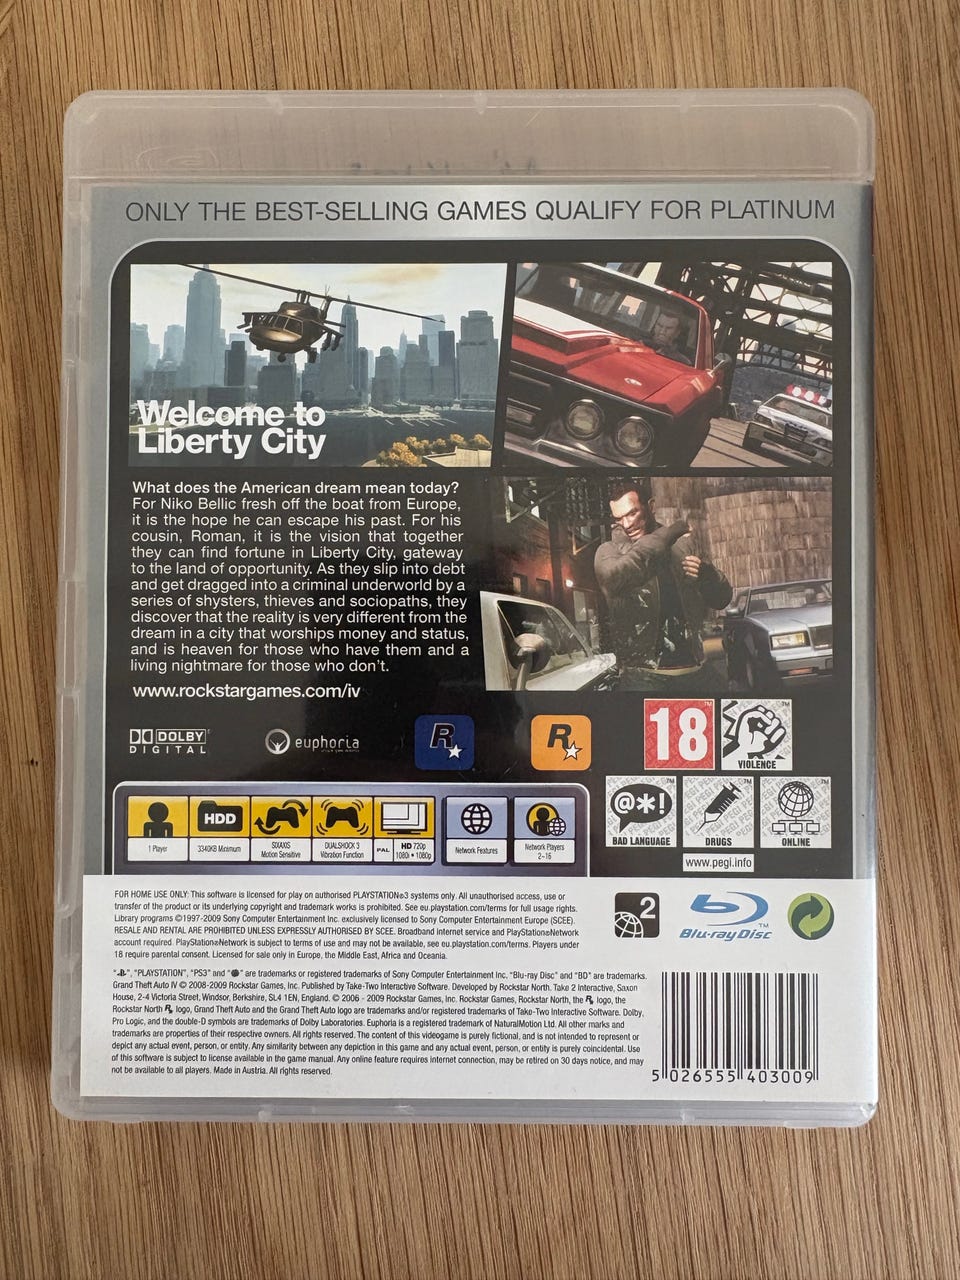 ONLY THE BEST-SELLING GAMES QUALIFY FOR PLATINUM
Welcome to
Liberty City
What does the American dream mean today?
For Niko Bellic fresh off the boat from Europe,
it is the hope he can escape his past. For his
cousin, Roman, it is the vision that together
they can find fortune in Liberty City, gateway
to the land of opportunity. As they slip into debt
and get dragged into a criminal underworld by a
series of shysters, thieves and sociopaths, they
discover that the reality is very different from the
dream in a city that worships money and status,
and is heaven for those who have them and a
living nightmare for those who don't.
www.rockstargames.com/iv
DOLBY
DIGITAL
euphoria
R
R
18
VIOLENCE
@*!
BAD LANGUAGE
DRUGS
ONLINE
www.pegi.info
1 Player
HDD
3340KB Minimum
SIXAXIS
Motion Sensitive
DUALSHOCK 3
Vibration Function
PAL
HD 720p
1080i • 1080p
Network Features
Network Players
2-16
FOR HOME USE ONLY: This software is licensed for play on authorised PLAYSTATION®3 systems only. All unauthorised access, use or
transfer of the product or its underlying copyright and trademark works is prohibited. See eu.playstation.com/terms for full usage rights.
Library programs ©1997-2009 Sony Computer Entertainment Inc. exclusively licensed to Sony Computer Entertainment Europe (SCEE).
RESALE AND RENTAL ARE PROHIBITED UNLESS EXPRESSLY AUTHORISED BY SCEE. Broadband internet service and PlayStation®Network
account required. PlayStation®Network is subject to terms of use and may not be available, see eu.playstation.com/terms. Players under
18 require parental consent. Licensed for sale only in Europe, the Middle East, Africa and Oceania.
2
Blu-ray Disc
"PLAYSTATION", "PS3" and are trademarks or registered trademarks of Sony Computer Entertainment Inc. "Blu-ray Disc" and "BD" are trademarks.
Grand Theft Auto IV © 2008-2009 Rockstar Games, Inc. Published by Take-Two Interactive. Developed by Rockstar North. Take 2 Interactive, Saxon
House, 2-4 Victoria Street, Windsor, Berkshire, SL4 1EN, England. © 2006 - 2009 Rockstar Games, Inc. Rockstar Games, Rockstar North, the R logo, the
Rockstar North R logo, Grand Theft Auto and the Grand Theft Auto logo are trademarks and/or registered trademarks of Take-Two Interactive Software. Dolby,
Pro Logic, and the double-D symbols are trademarks of Dolby Laboratories. Euphoria is a registered trademark of NaturalMotion Ltd. All other marks and
trademarks are properties of their respective owners. All rights reserved. The content of this videogame is purely fictional, and is not intended to represent or
depict any actual event, person, or entity. Any similarity between any depiction in this game and any actual event, person, or entity is purely coincidental. Use
of this software is subject to license available in the game manual. Any online feature requires internet connection, may be retired on 30 days notice, and may
not be available to all players. Made in Austria. All rights reserved.
5 026555 403009